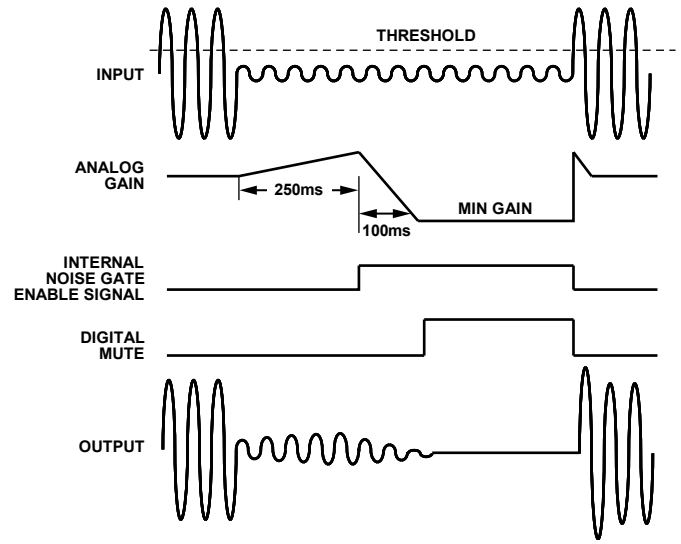 THRESHOLD
INPUT
ANALOG
GAIN
250ms
100ms
MIN GAIN
INTERNAL
NOISE GATE
ENABLE SIGNAL
DIGITAL
MUTE
OUTPUT